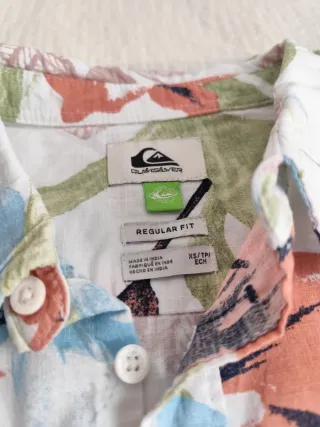 QUIKSILVER
REGULAR FIT
MADE IN INDIA
FABRIQUÉ EN INDE
HECHO EN INDIA
XS/TP/
ECH